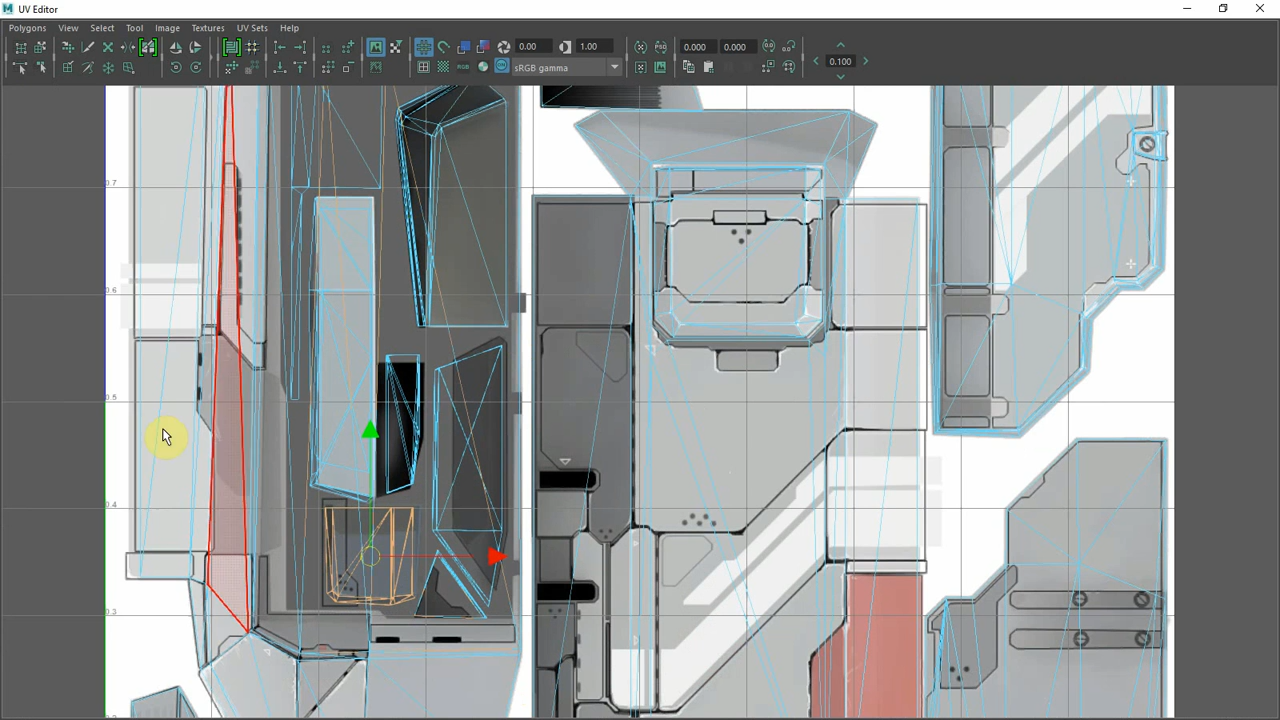 UV Editor
Polygons View Select Tool Image Textures UV Sets Help
0.00 1.00 0.000 0.000
RGB sRGB gamma 0.100
0.7
0.6
0.5
0.4
0.3